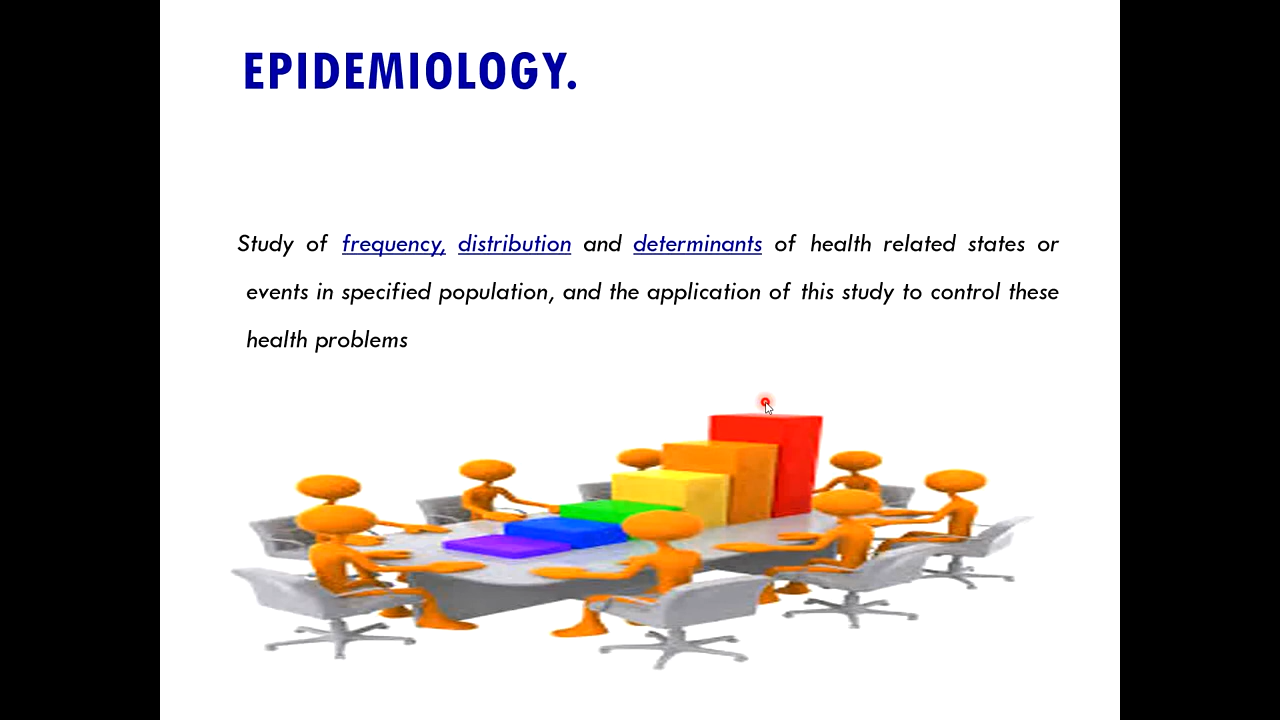 EPIDEMIOLOGY.
Study of frequency, distribution and determinants of health related states or
events in specified population, and the application of this study to control these
health problems